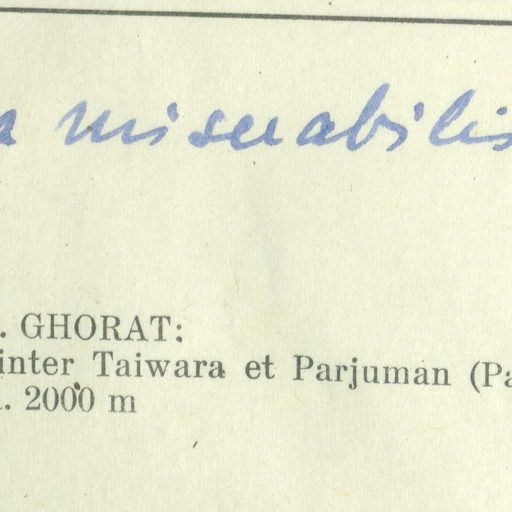 a miserabilis
. GHORAT:
inter Taiwara et Parjuman (Pa
. 2000 m